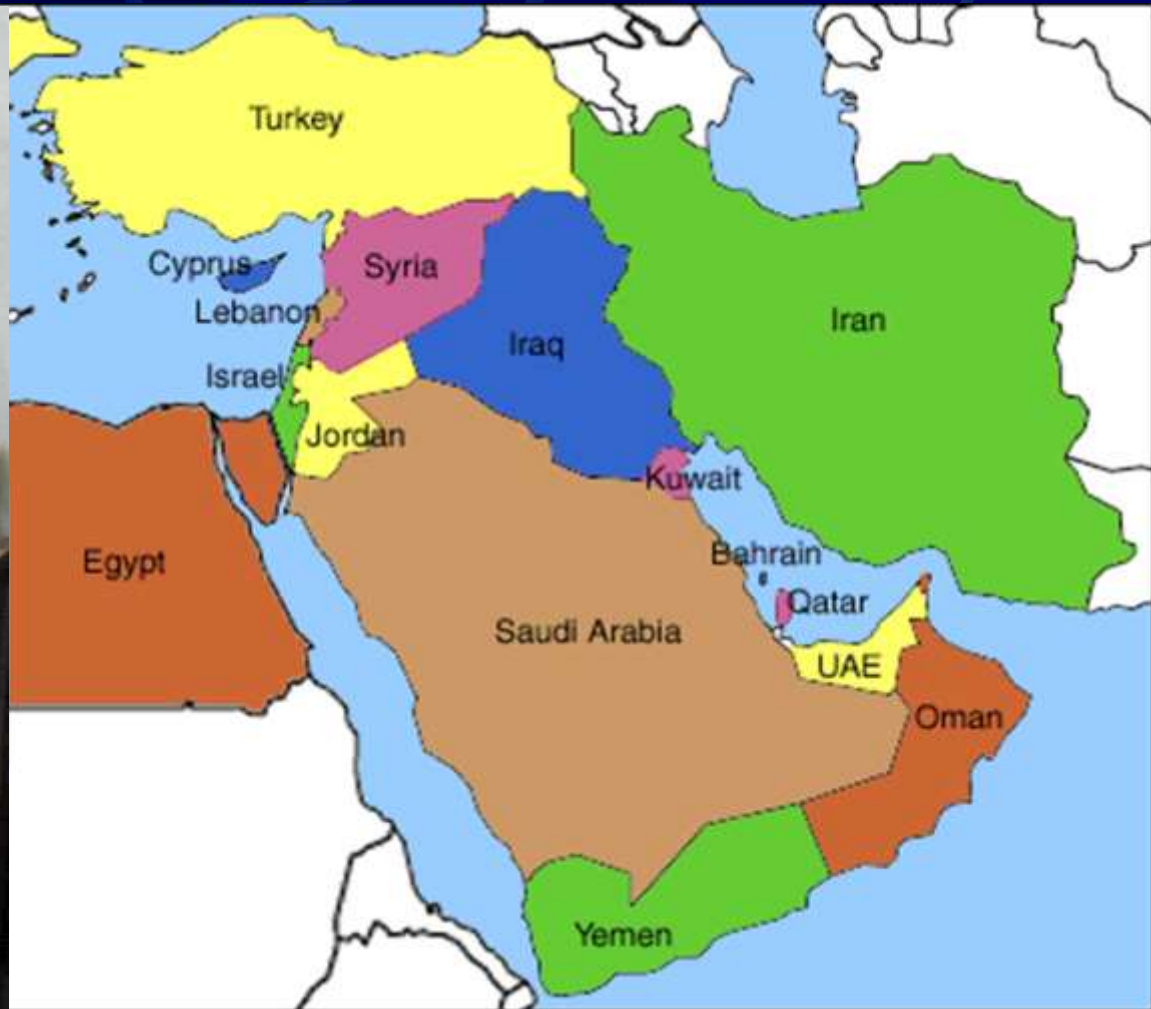 Turkey
Cyprus
Syria
Lebanon
Iraq
Iran
Israel
Jordan
Kuwait
Egypt
Bahrain
Qatar
Saudi Arabia
UAE
Oman
Yemen